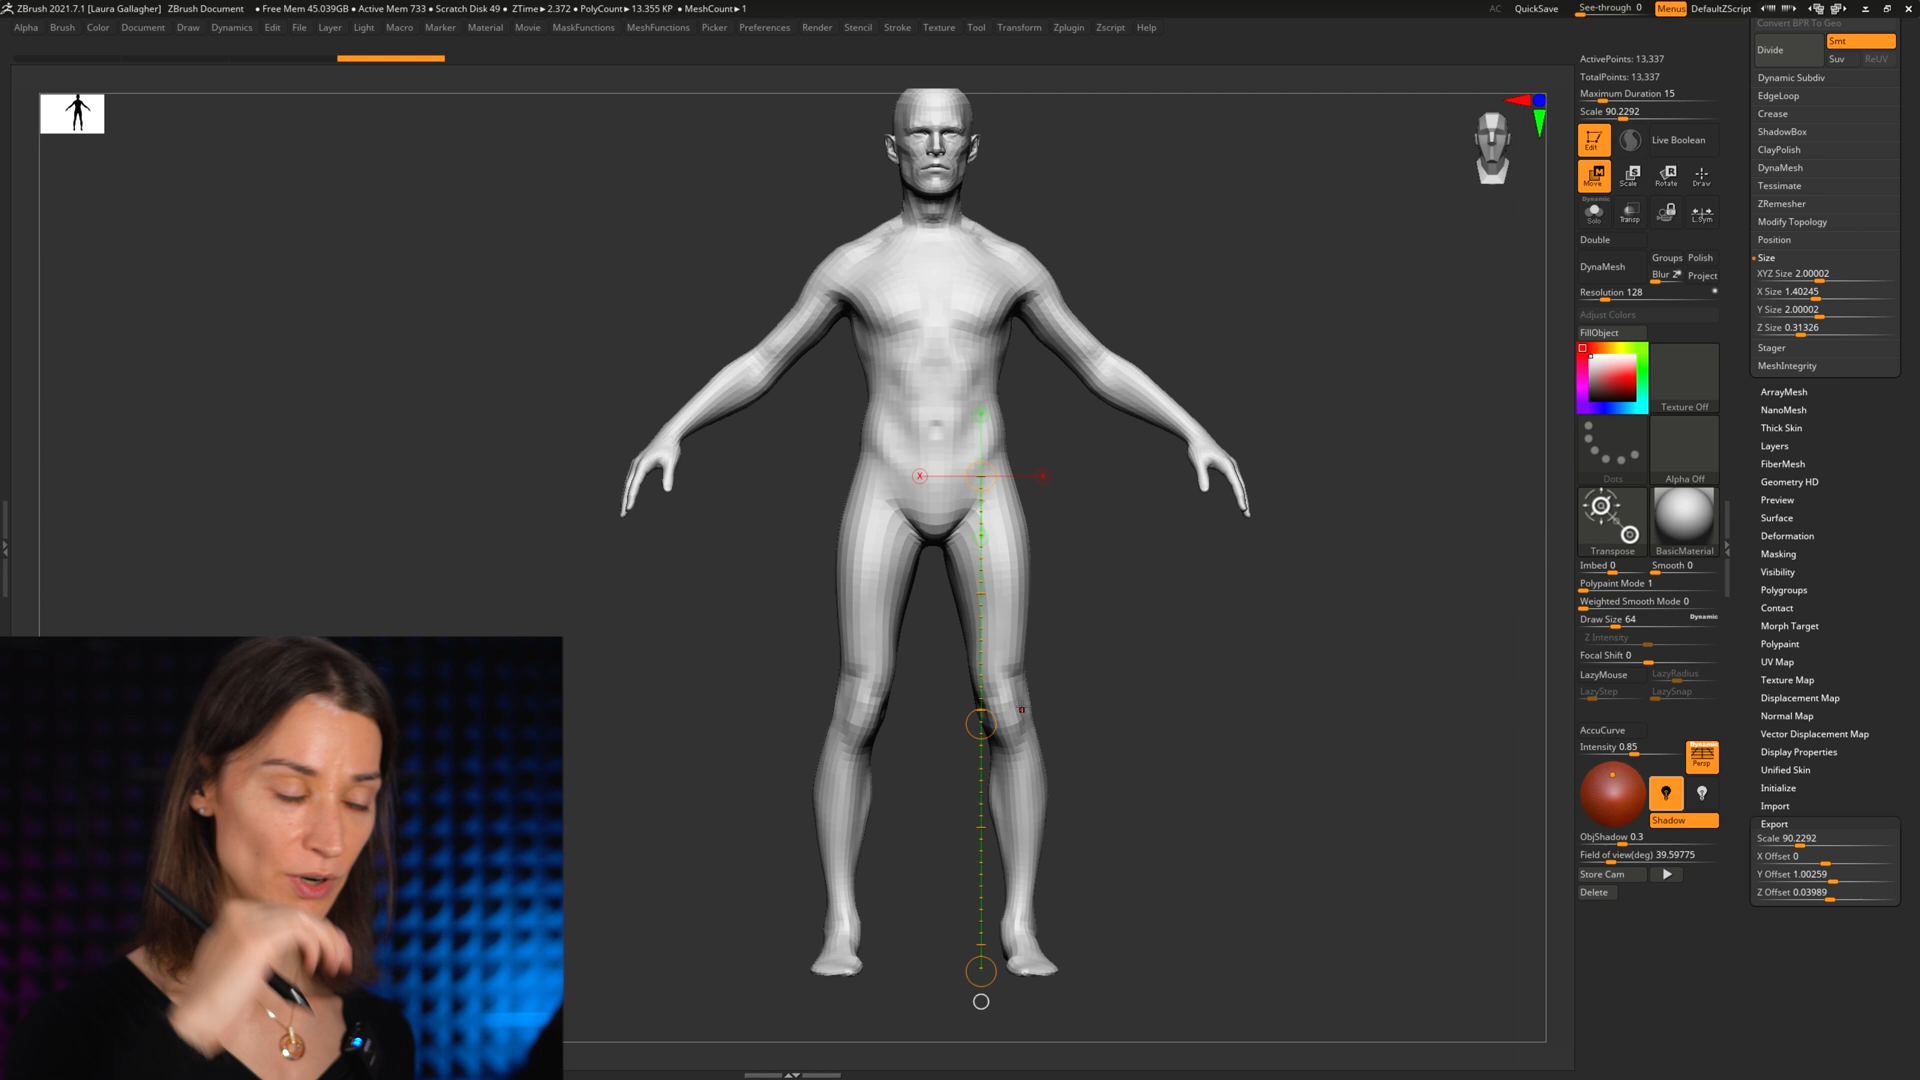 ZBrush 2021.7.1 [Laura Gallagher] ZBrush Document ● Free Mem 45.039GB ● Active Mem 733 ● Scratch Disk 49 ● ZTime▸2.372 ● PolyCount▸13.355 KP ● MeshCount▸1
AC QuickSave See-through 0 Menus DefaultZScript
Alpha Brush Color Document Draw Dynamics Edit File Layer Light Macro Marker Material Movie MaskFunctions MeshFunctions Picker Preferences Render Stencil Stroke Texture Tool Transform Zplugin Zscript Help
ActivePoints: 13,337
TotalPoints: 13,337
Maximum Duration 15
Scale 90.2292
Edit
Live Boolean
M S R
Move Scale Rotate Draw
Dynamic
Solo Transp L.Sym
Double
Groups Polish
DynaMesh
Blur 2 Project
Resolution 128
Adjust Colors
FillObject
Texture Off
Dots Alpha Off
Transpose BasicMaterial
Imbed 0 Smooth 0
Polypaint Mode 1
Weighted Smooth Mode 0
Draw Size 64 Dynamic
Z Intensity
Focal Shift 0
LazyMouse LazyRadius
LazyStep LazySnap
AccuCurve
Intensity 0.85
Dynamic
Persp
Shadow
ObjShadow 0.3
Field of view(deg) 39.59775
Store Cam
Delete
Convert BPR To Geo
Divide Smt
Suv ReUV
Dynamic Subdiv
EdgeLoop
Crease
ShadowBox
ClayPolish
DynaMesh
Tessimate
ZRemesher
Modify Topology
Position
Size
XYZ Size 2.00002
X Size 1.40245
Y Size 2.00002
Z Size 0.31326
Stager
MeshIntegrity
ArrayMesh
NanoMesh
Thick Skin
Layers
FiberMesh
Geometry HD
Preview
Surface
Deformation
Masking
Visibility
Polygroups
Contact
Morph Target
Polypaint
UV Map
Texture Map
Displacement Map
Normal Map
Vector Displacement Map
Display Properties
Unified Skin
Initialize
Import
Export
Scale 90.2292
X Offset 0
Y Offset 1.00259
Z Offset 0.03989
X